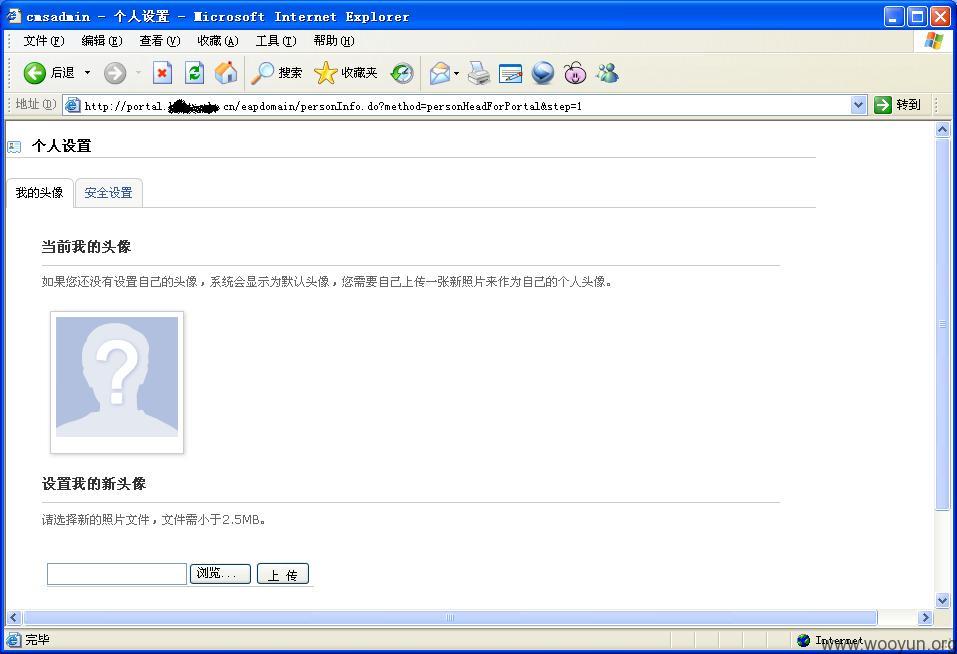 cmsadmin - 个人设置 - Microsoft Internet Explorer
文件(F) 编辑(E) 查看(V) 收藏(A) 工具(T) 帮助(H)
后退 搜索 收藏夹
地址(D) http://portal. .cn/eapdomain/personInfo.do?method=personHeadForPortal&step=1 转到
个人设置
我的头像 安全设置
当前我的头像
如果您还没有设置自己的头像，系统会显示为默认头像，您需要自己上传一张新照片来作为自己的个人头像。
?
设置我的新头像
请选择新的照片文件，文件需小于2.5MB。
浏览... 上 传
完毕 Internet
www.wooyun.org